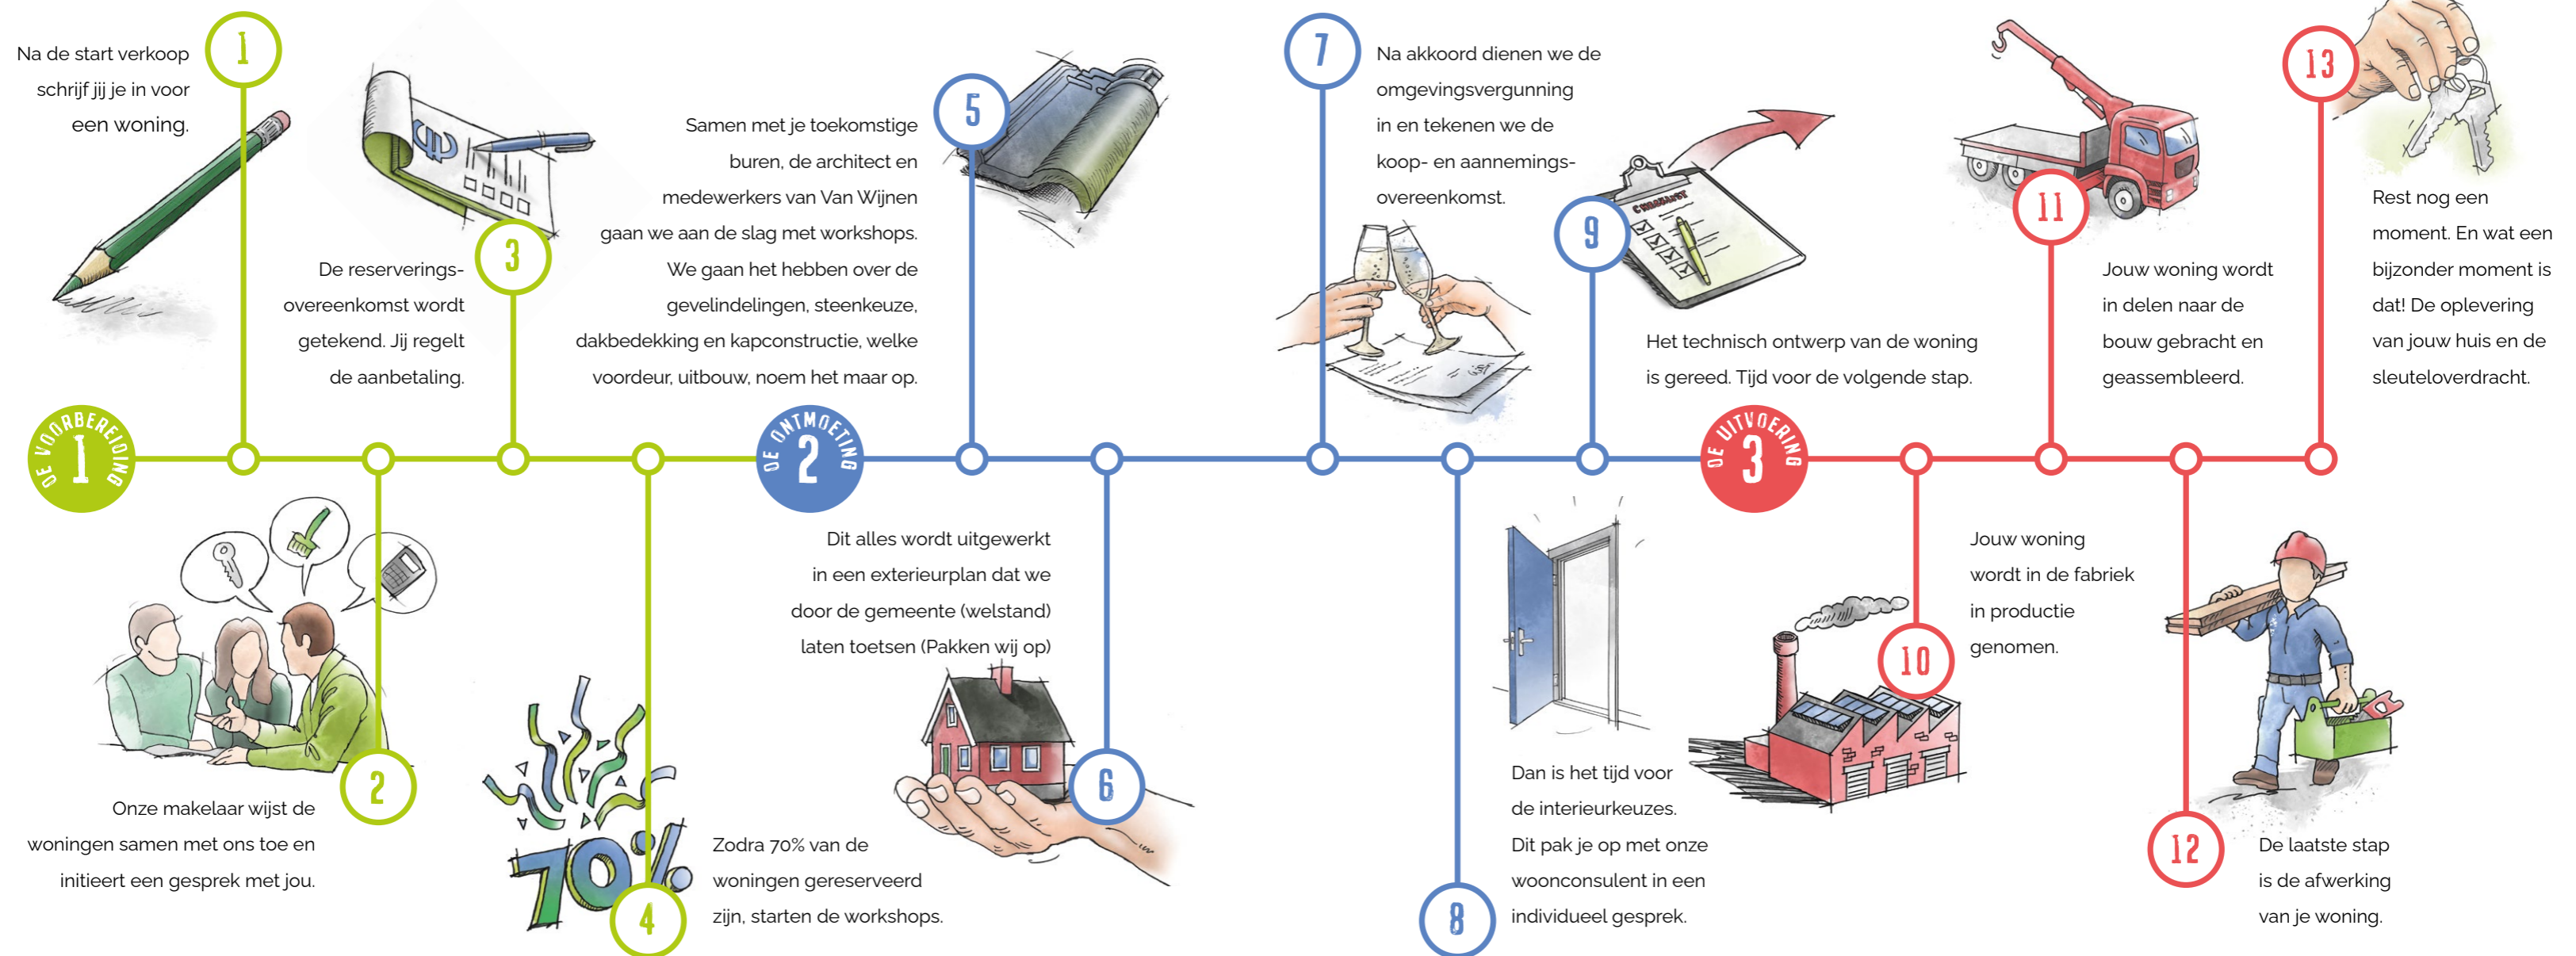 DE VOORBEREIDING
1
1
Na de start verkoop
schrijf jij je in voor
een woning.
2
Onze makelaar wijst de
woningen samen met ons toe en
initieert een gesprek met jou.
3
De reserverings-
overeenkomst wordt
getekend. Jij regelt
de aanbetaling.
4
70%
Zodra 70% van de
woningen gereserveerd
zijn, starten de workshops.
DE ONTMOETING
2
5
Samen met je toekomstige
buren, de architect en
medewerkers van Van Wijnen
gaan we aan de slag met workshops.
We gaan het hebben over de
gevelindelingen, steenkeuze,
dakbedekking en kapconstructie, welke
voordeur, uitbouw, noem het maar op.
6
Dit alles wordt uitgewerkt
in een exterieurplan dat we
door de gemeente (welstand)
laten toetsen (Pakken wij op)
7
Na akkoord dienen we de
omgevingsvergunning
in en tekenen we de
koop- en aannemings-
overeenkomst.
8
Dan is het tijd voor
de interieurkeuzes.
Dit pak je op met onze
woonconsulent in een
individueel gesprek.
9
Het technisch ontwerp van de woning
is gereed. Tijd voor de volgende stap.
DE UITVOERING
3
10
Jouw woning
wordt in de fabriek
in productie
genomen.
11
Jouw woning wordt
in delen naar de
bouw gebracht en
geassembleerd.
12
De laatste stap
is de afwerking
van je woning.
13
Rest nog een
moment. En wat een
bijzonder moment is
dat! De oplevering
van jouw huis en de
sleuteloverdracht.